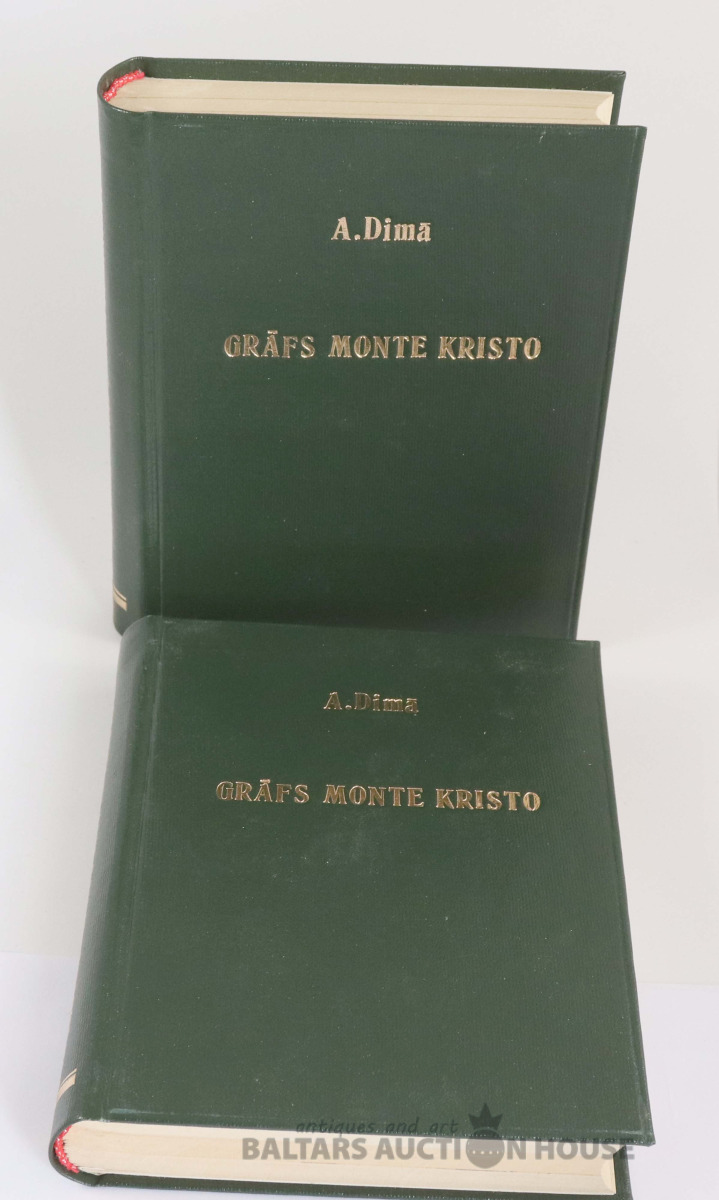 A.Dimā
GRĀFS MONTE KRISTO
A.Dimā
GRĀFS MONTE KRISTO
antiques and art
BALTARS AUCTION HOUSE